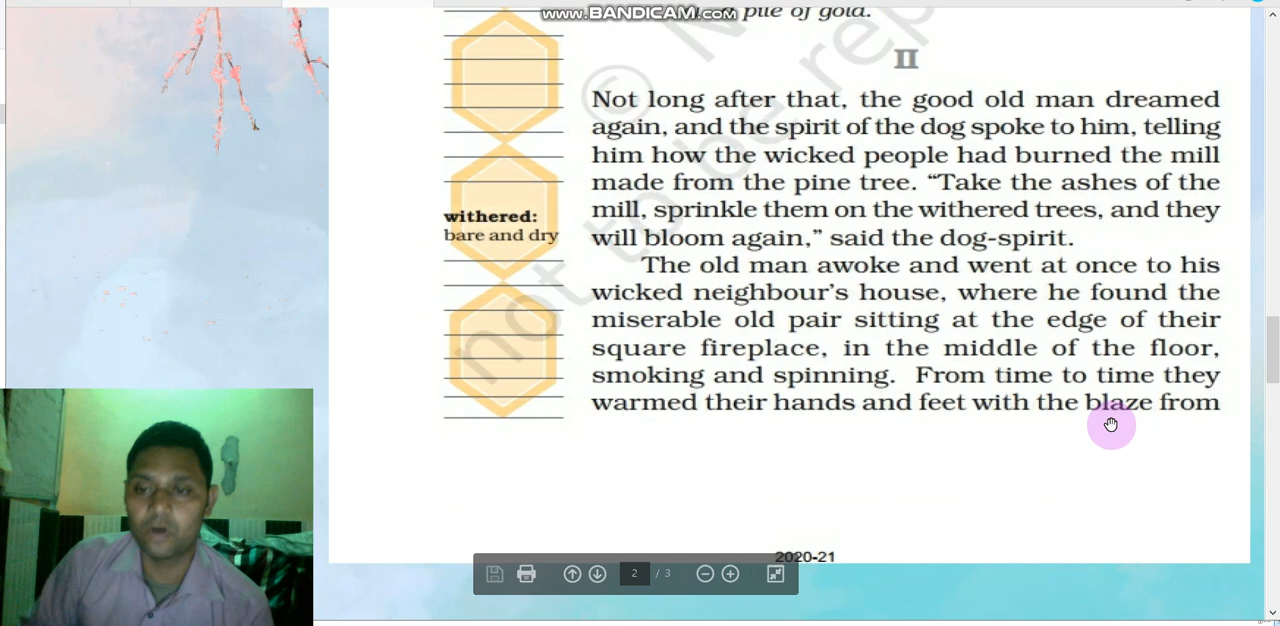 www.BANDICAM.com
pile of gold.
II
Not long after that, the good old man dreamed
again, and the spirit of the dog spoke to him, telling
him how the wicked people had burned the mill
made from the pine tree. “Take the ashes of the
mill, sprinkle them on the withered trees, and they
will bloom again,” said the dog-spirit.
The old man awoke and went at once to his
wicked neighbour’s house, where he found the
miserable old pair sitting at the edge of their
square fireplace, in the middle of the floor,
smoking and spinning. From time to time they
warmed their hands and feet with the blaze from
withered:
bare and dry
© N
not to be rep
2020-21
2 / 3